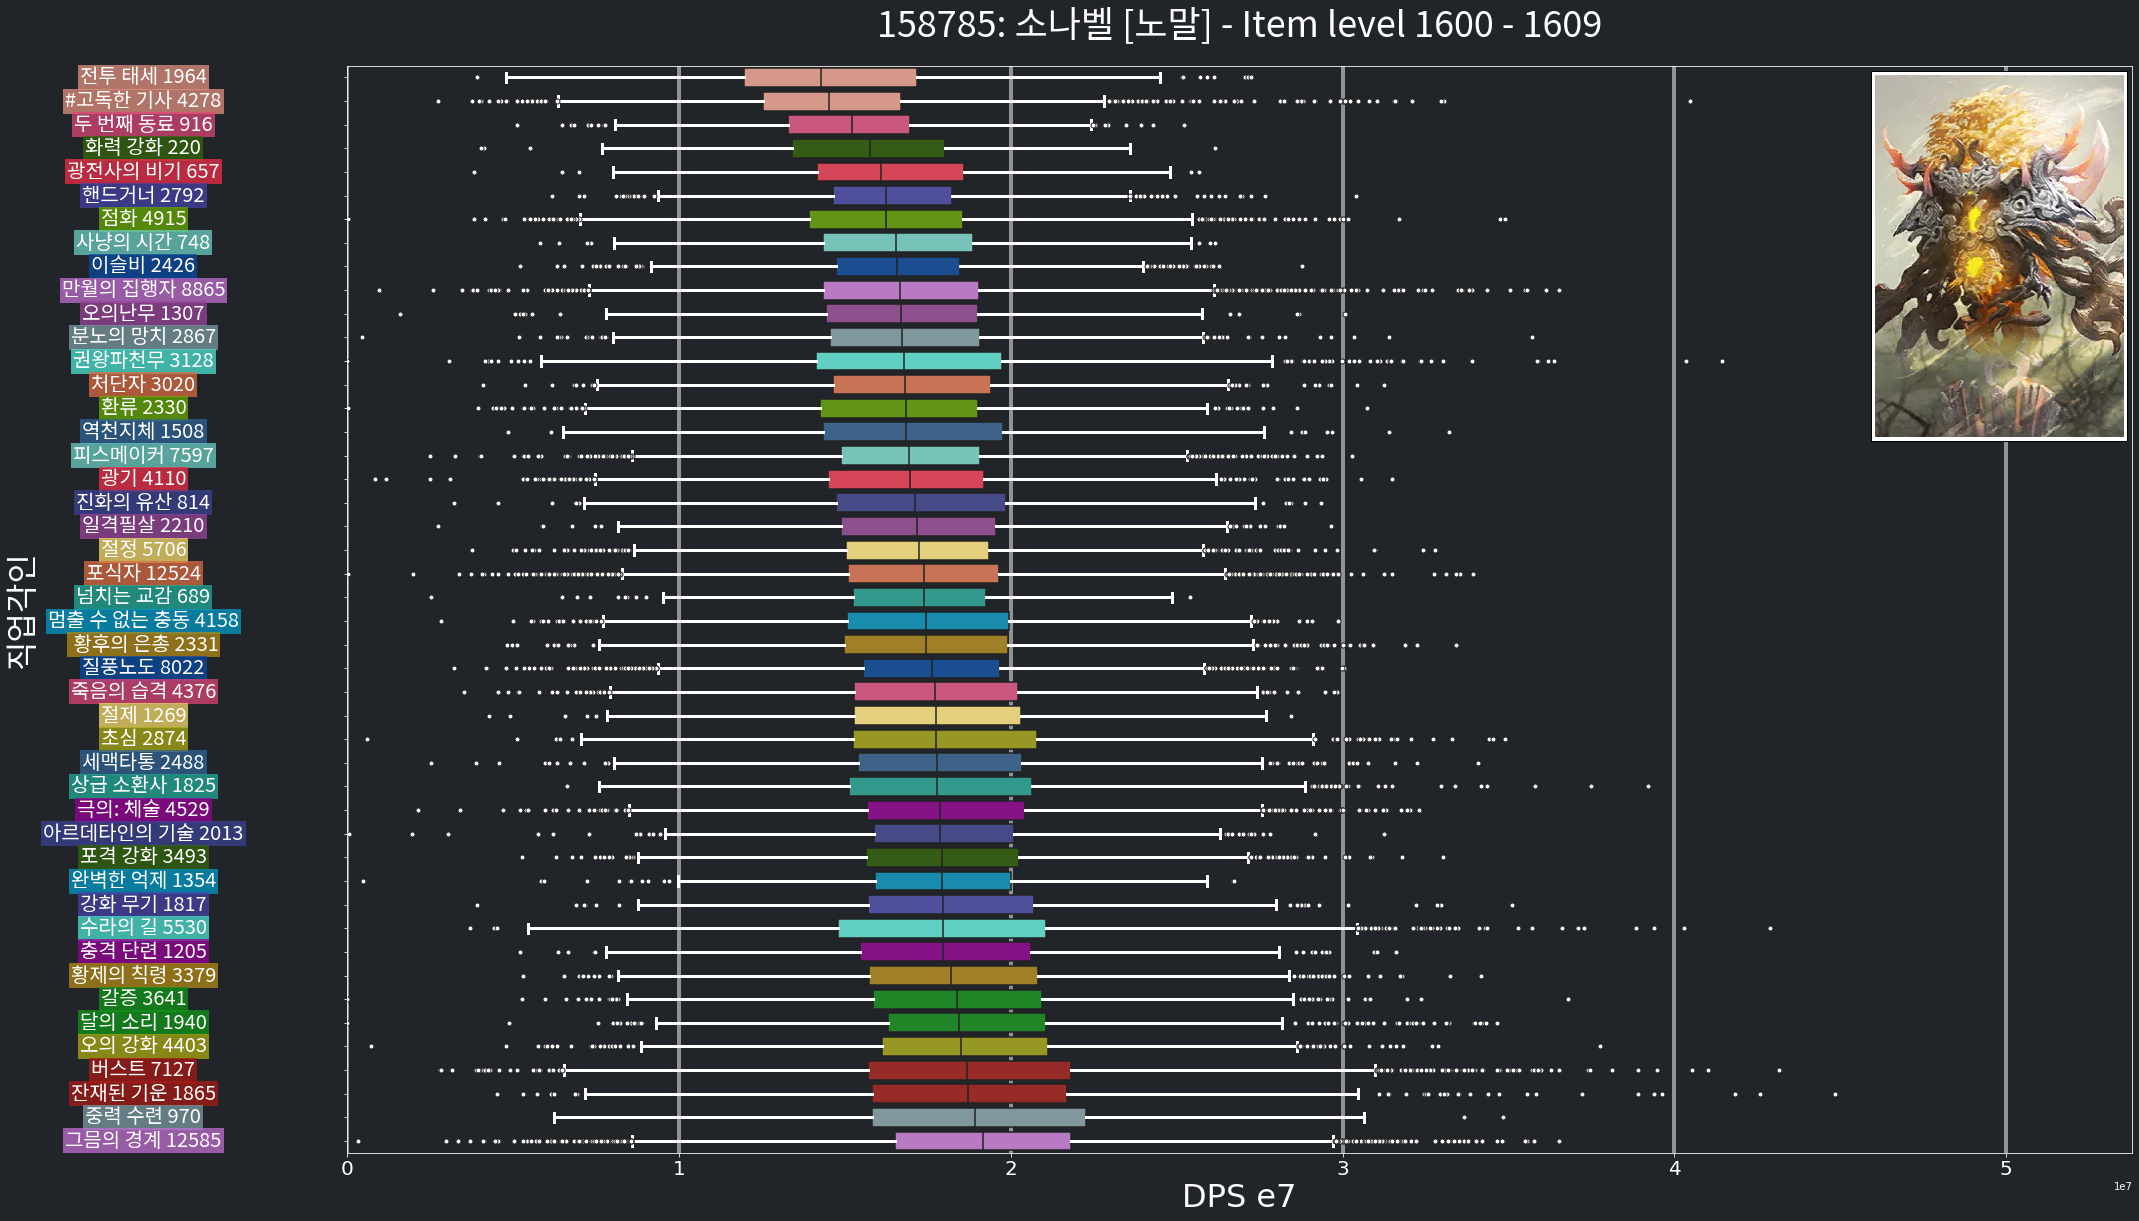 158785: 소나벨 [노말] - Item level 1600 - 1609
전투 태세 1964
#고독한 기사 4278
두 번째 동료 916
화력 강화 220
광전사의 비기 657
핸드거너 2792
점화 4915
사냥의 시간 748
이슬비 2426
만월의 집행자 8865
오의난무 1307
분노의 망치 2867
권왕파천무 3128
처단자 3020
환류 2330
역천지체 1508
피스메이커 7597
광기 4110
진화의 유산 814
일격필살 2210
절정 5706
포식자 12524
넘치는 교감 689
멈출 수 없는 충동 4158
황후의 은총 2331
질풍노도 8022
죽음의 습격 4376
절제 1269
초심 2874
세맥타통 2488
상급 소환사 1825
극의: 체술 4529
아르데타인의 기술 2013
포격 강화 3493
완벽한 억제 1354
강화 무기 1817
수라의 길 5530
충격 단련 1205
황제의 칙령 3379
갈증 3641
달의 소리 1940
오의 강화 4403
버스트 7127
잔재된 기운 1865
중력 수련 970
그믐의 경계 12585
직업각인
0 1 2 3 4 5
DPS e7
1e7